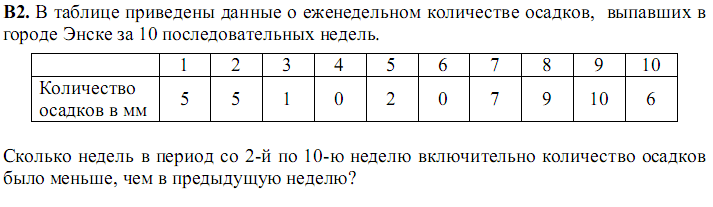 В2. В таблице приведены данные о еженедельном количестве осадков, выпавших в
городе Энске за 10 последовательных недель.
1 2 3 4 5 6 7 8 9 10
Количество
осадков в мм 5 5 1 0 2 0 7 9 10 6
Сколько недель в период со 2-й по 10-ю неделю включительно количество осадков
было меньше, чем в предыдущую неделю?